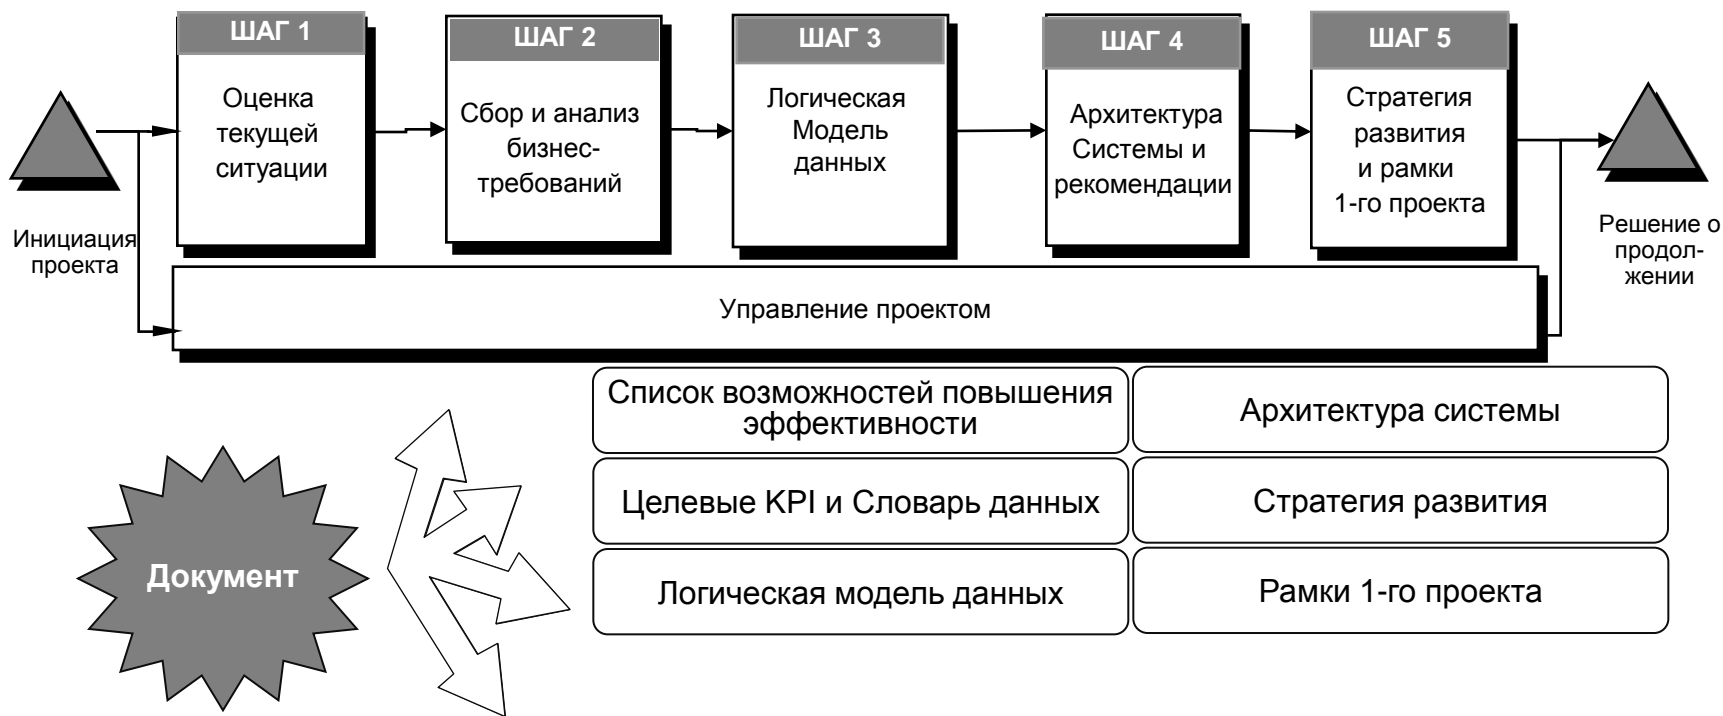 ШАГ 1
Оценка
текущей
ситуации
ШАГ 2
Сбор и анализ
бизнес-
требований
ШАГ 3
Логическая
Модель
данных
ШАГ 4
Архитектура
Системы и
рекомендации
ШАГ 5
Стратегия
развития
и рамки
1-го проекта
Инициация
проекта
Решение о
продол-
жении
Управление проектом
Документ
Список возможностей повышения
эффективности
Архитектура системы
Целевые KPI и Словарь данных
Стратегия развития
Логическая модель данных
Рамки 1-го проекта